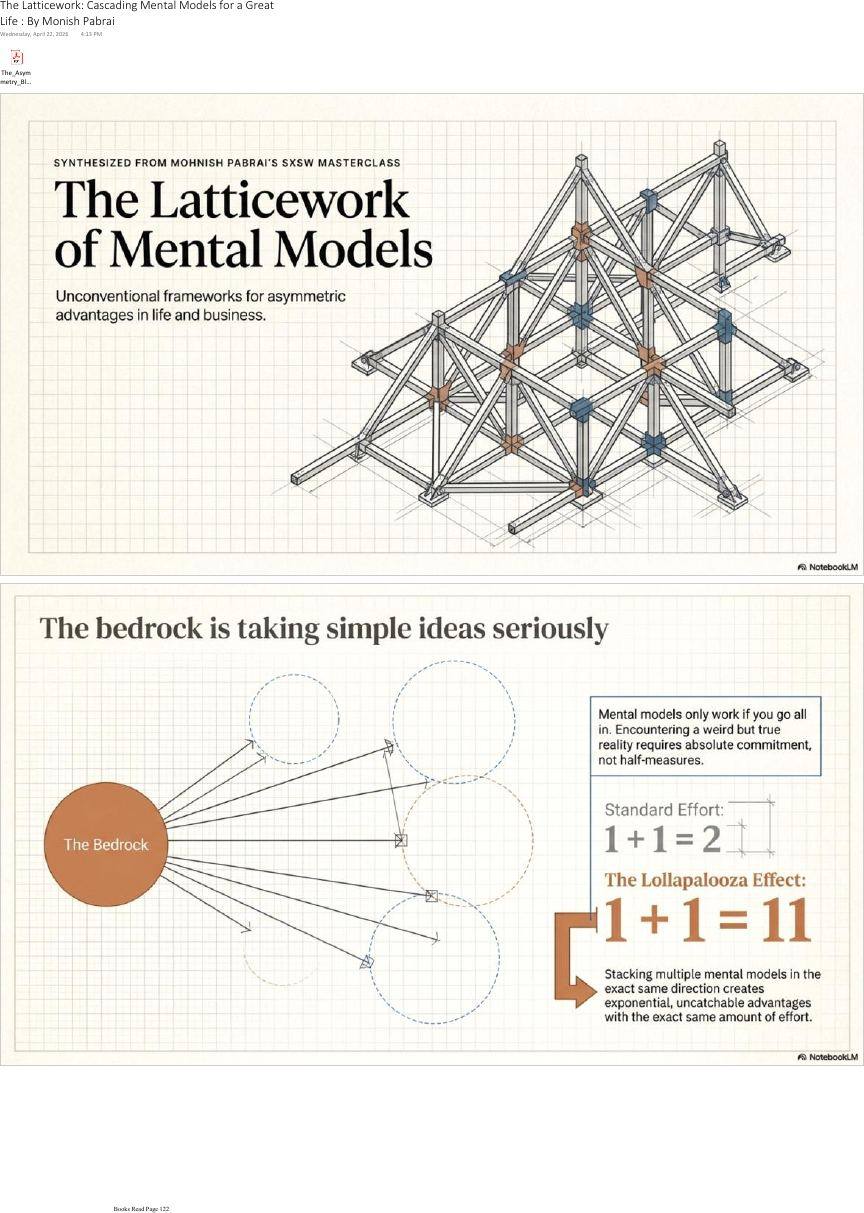 The Latticework: Cascading Mental Models for a Great
Life : By Monish Pabrai
Wednesday, April 22, 2026 4:15 PM
The_Asym
metry_Bl...
SYNTHESIZED FROM MOHNISH PABRAI'S SXSW MASTERCLASS
The Latticework
of Mental Models
Unconventional frameworks for asymmetric
advantages in life and business.
NotebookLM
The bedrock is taking simple ideas seriously
The Bedrock
Mental models only work if you go all
in. Encountering a weird but true
reality requires absolute commitment,
not half-measures.
Standard Effort:
1 + 1 = 2
The Lollapalooza Effect:
1 + 1 = 11
Stacking multiple mental models in the
exact same direction creates
exponential, uncatchable advantages
with the exact same amount of effort.
NotebookLM
Books Read Page 122